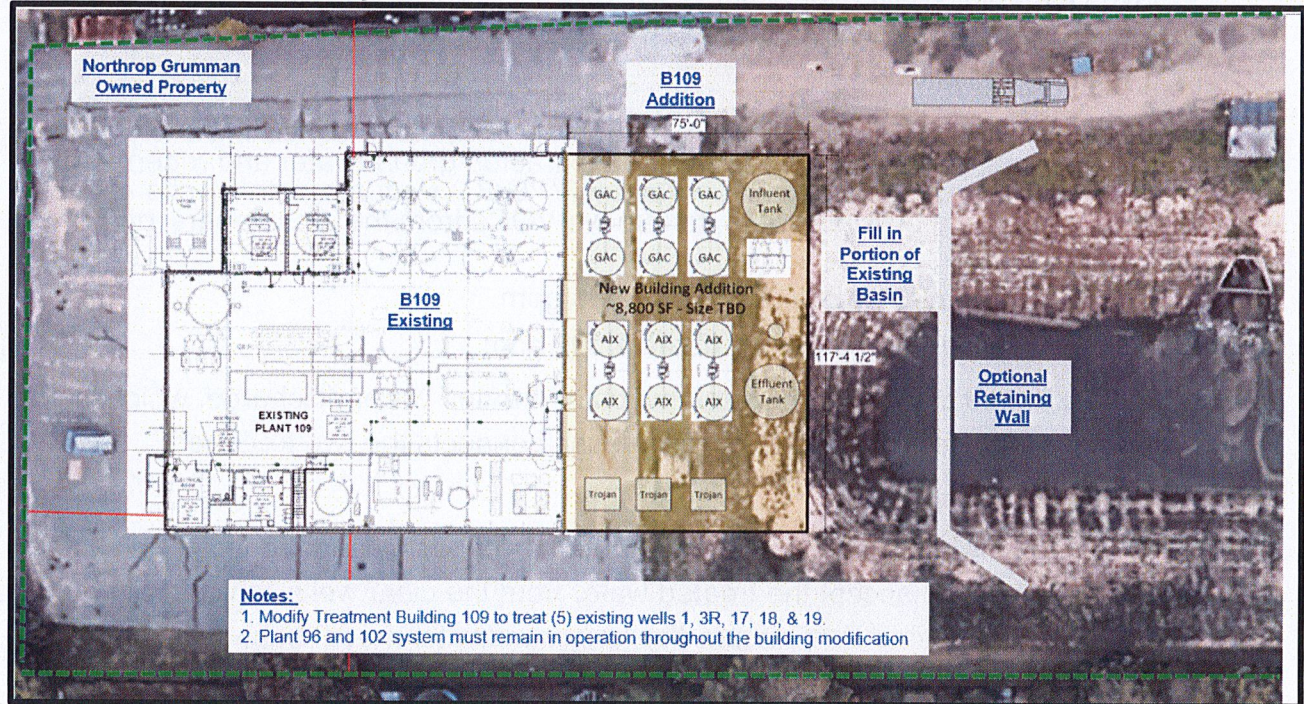 Northrop Grumman
Owned Property
B109
Addition
75'-0"
GAC
GAC
GAC
Influent
Tank
GAC
GAC
GAC
New Building Addition
~8,800 SF - Size TBD
AIX
AIX
AIX
AIX
AIX
AIX
Effluent
Tank
Trojan
Trojan
Trojan
B109
Existing
EXISTING
PLANT 109
117'-4 1/2"
Fill in
Portion of
Existing
Basin
Optional
Retaining
Wall
Notes:
1. Modify Treatment Building 109 to treat (5) existing wells 1, 3R, 17, 18, & 19.
2. Plant 96 and 102 system must remain in operation throughout the building modification